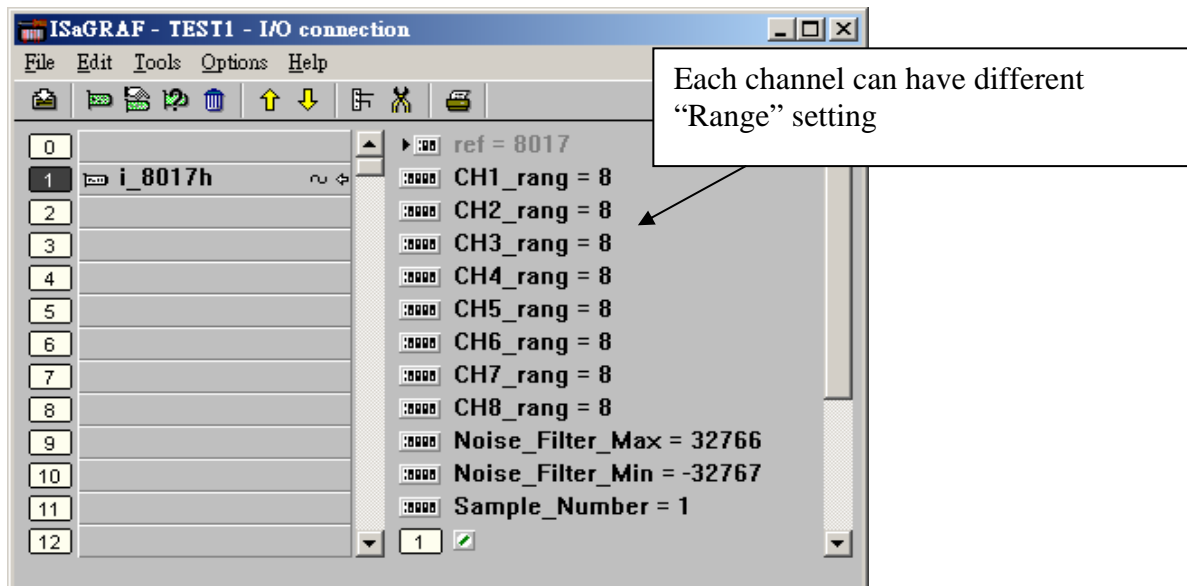 ISaGRAF - TEST1 - I/O connection
File Edit Tools Options Help
Each channel can have different
“Range” setting
0
1 i_8017h
2
3
4
5
6
7
8
9
10
11
12
ref = 8017
CH1_rang = 8
CH2_rang = 8
CH3_rang = 8
CH4_rang = 8
CH5_rang = 8
CH6_rang = 8
CH7_rang = 8
CH8_rang = 8
Noise_Filter_Max = 32766
Noise_Filter_Min = -32767
Sample_Number = 1
1